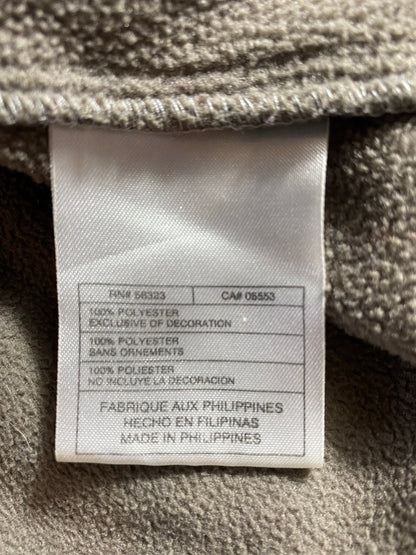 RN# 56323 CA# 05553
100% POLYESTER
EXCLUSIVE OF DECORATION
100% POLYESTER
SANS ORNEMENTS
100% POLIESTER
NO INCLUYE LA DECORACION
FABRIQUE AUX PHILIPPINES
HECHO EN FILIPINAS
MADE IN PHILIPPINES